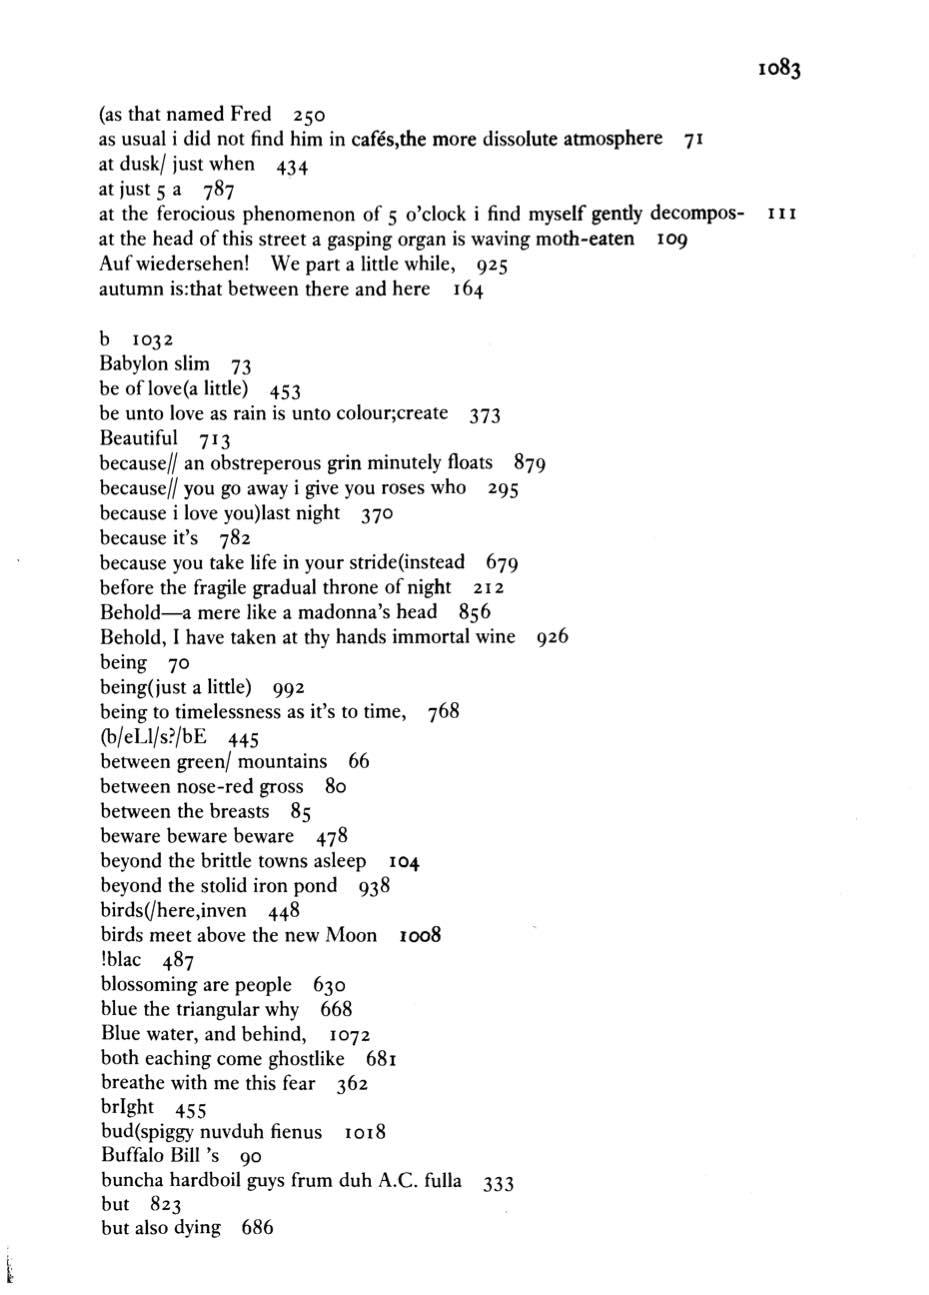 1083
(as that named Fred 250
as usual i did not find him in cafés,the more dissolute atmosphere 71
at dusk/ just when 434
at just 5 a 787
at the ferocious phenomenon of 5 o'clock i find myself gently decompos- 111
at the head of this street a gasping organ is waving moth-eaten 109
Auf wiedersehen! We part a little while, 925
autumn is:that between there and here 164
b 1032
Babylon slim 73
be of love(a little) 453
be unto love as rain is unto colour;create 373
Beautiful 713
because// an obstreperous grin minutely floats 879
because// you go away i give you roses who 295
because i love you)last night 370
because it's 782
because you take life in your stride(instead 679
before the fragile gradual throne of night 212
Behold—a mere like a madonna's head 856
Behold, I have taken at thy hands immortal wine 926
being 70
being(just a little) 992
being to timelessness as it's to time, 768
(b/eLl/s?/bE 445
between green/ mountains 66
between nose-red gross 80
between the breasts 85
beware beware beware 478
beyond the brittle towns asleep 104
beyond the stolid iron pond 938
birds(/here,inven 448
birds meet above the new Moon 1008
!blac 487
blossoming are people 630
blue the triangular why 668
Blue water, and behind, 1072
both eaching come ghostlike 681
breathe with me this fear 362
brIght 455
bud(spiggy nuvduh fienus 1018
Buffalo Bill 's 90
buncha hardboil guys frum duh A.C. fulla 333
but 823
but also dying 686